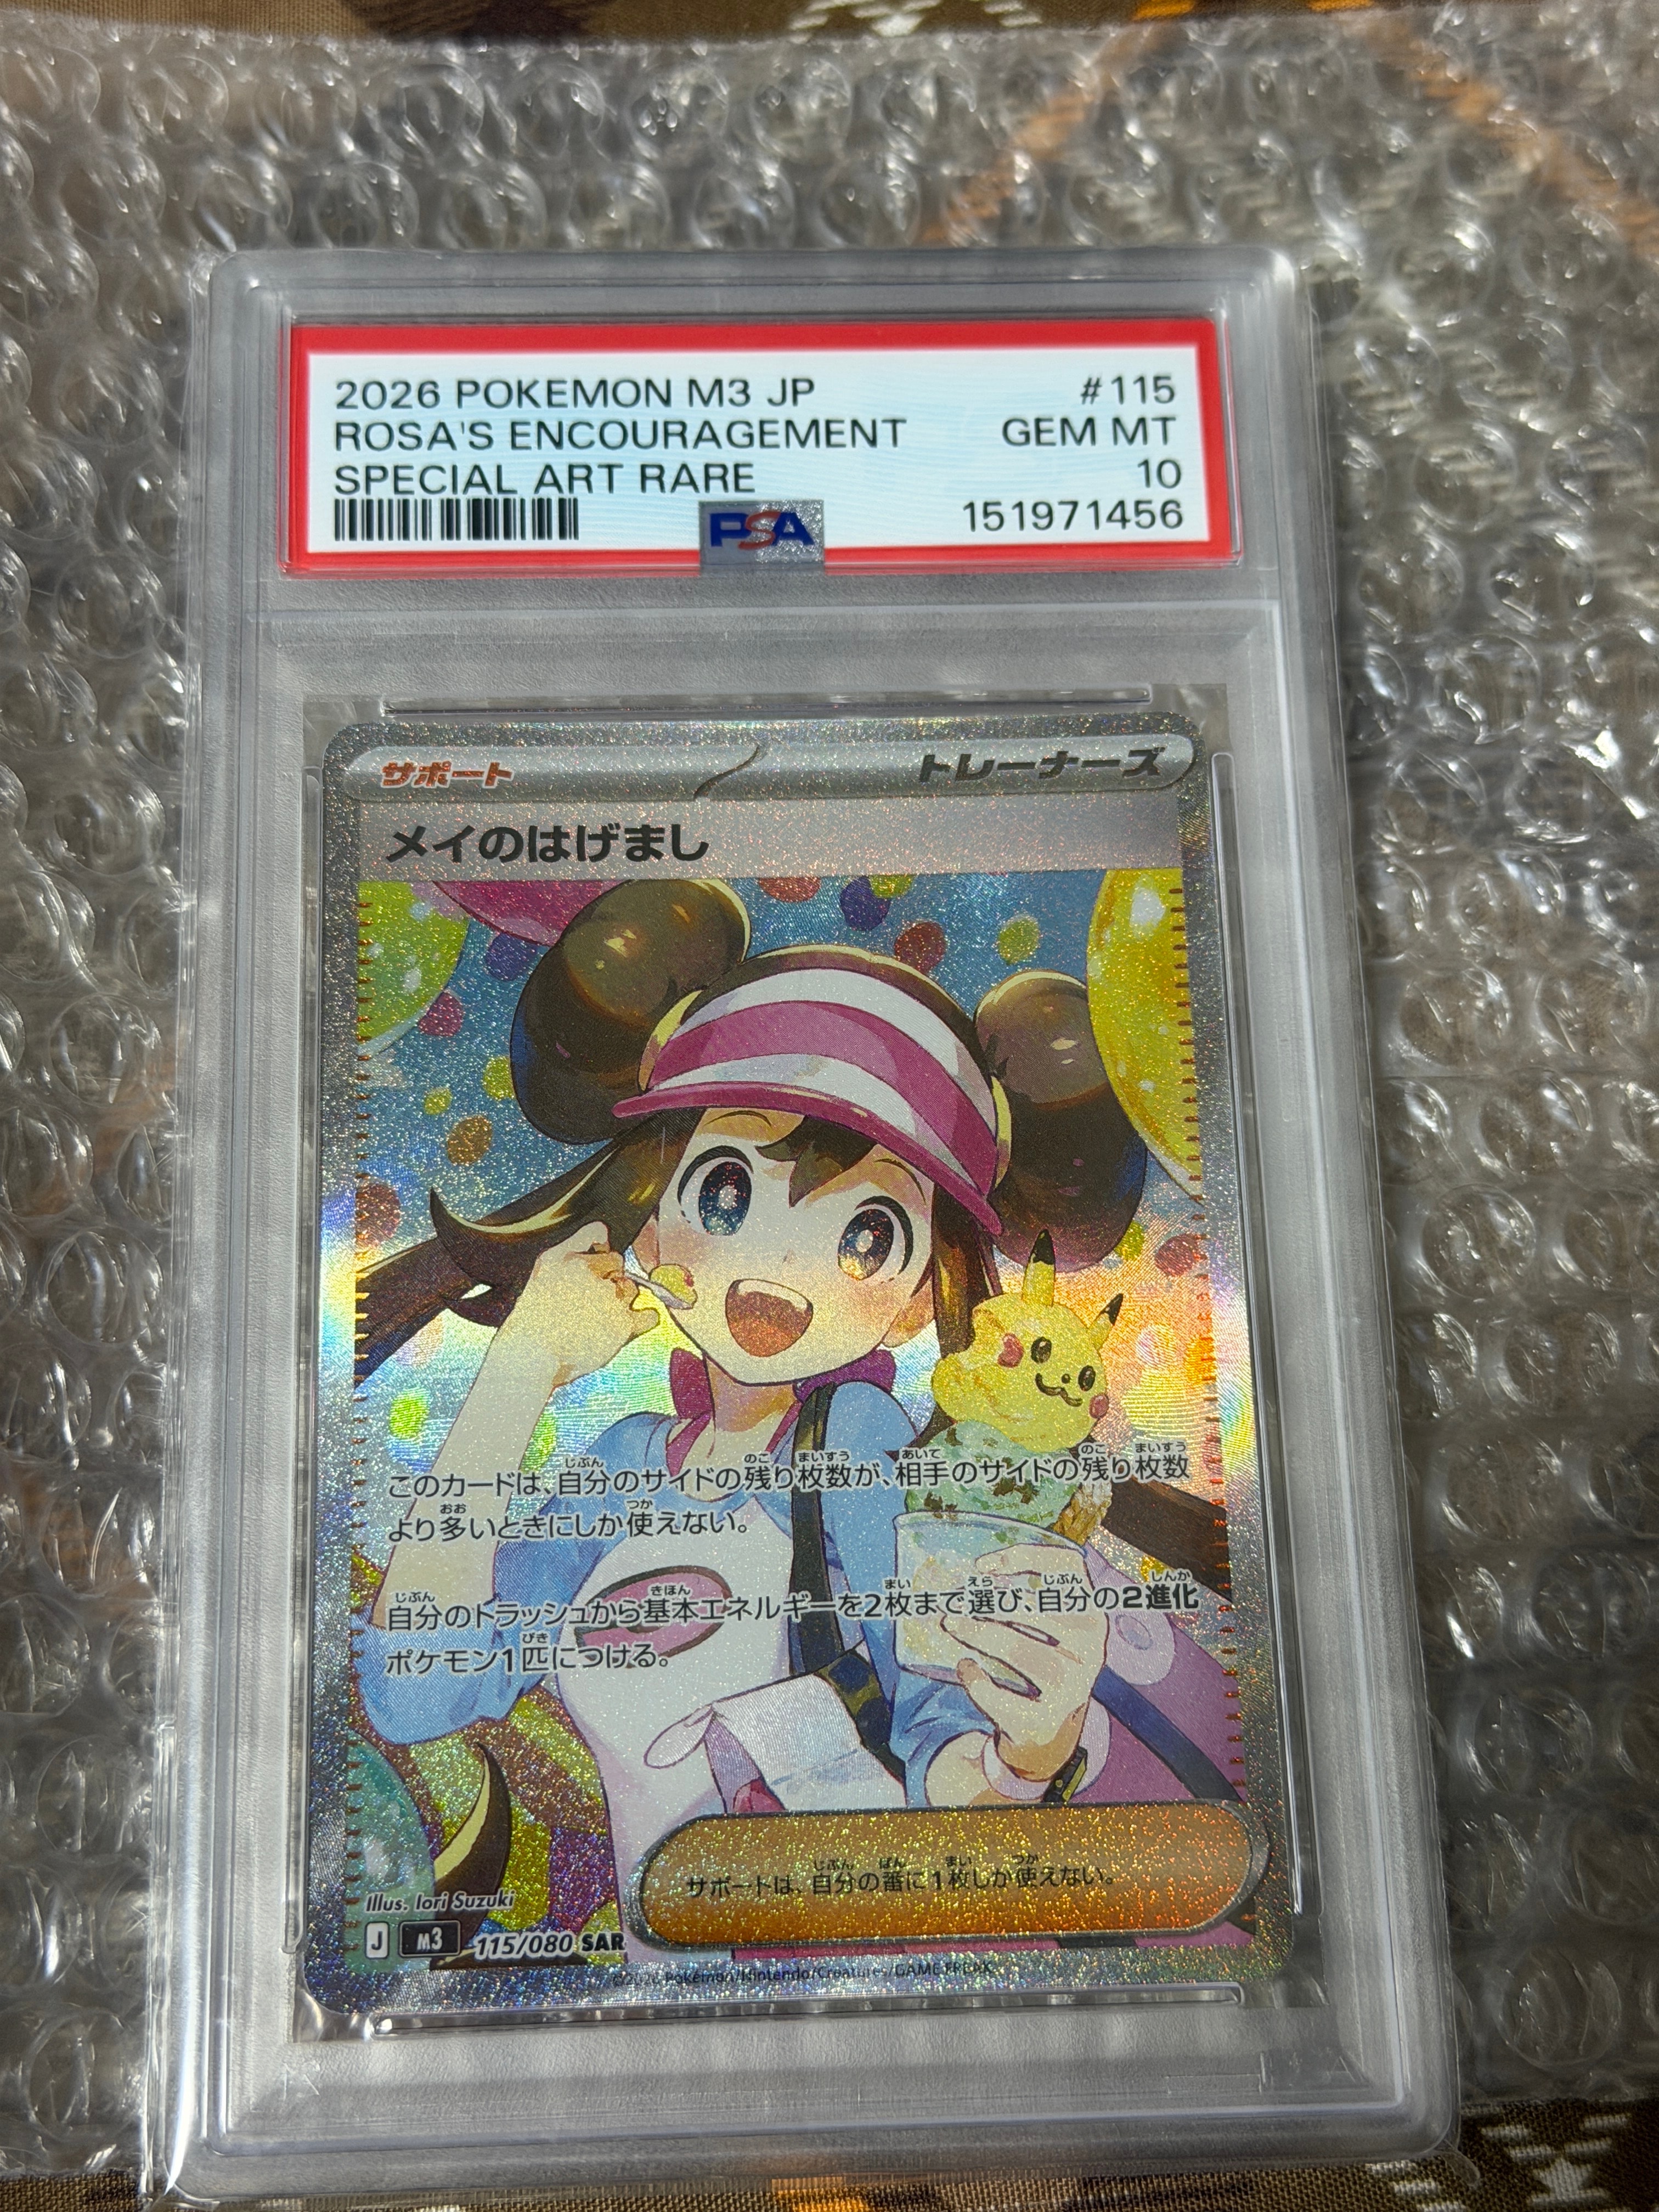 2026 POKEMON M3 JP #115
ROSA'S ENCOURAGEMENT GEM MT
SPECIAL ART RARE 10
PSA 151971456
サポート トレーナーズ
メイのはげまし
このカードは、自分のサイドの残り枚数が、相手のサイドの残り枚数
より多いときにしか使えない。
自分のトラッシュから基本エネルギーを2枚まで選び、自分の2進化
ポケモン1匹につける。
サポートは、自分の番に1枚しか使えない。
Illus. Iori Suzuki
J M3 115/080 SAR
©2026 Pokémon/Nintendo/Creatures/GAME FREAK